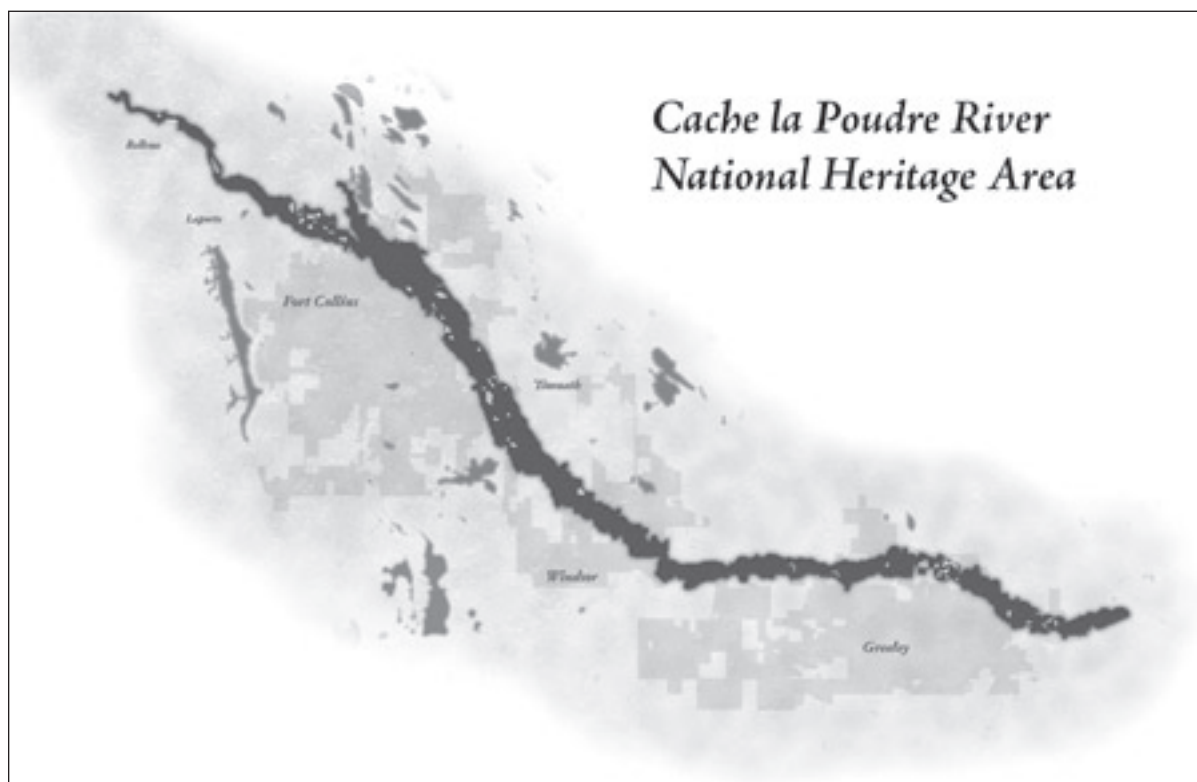 Cache la Poudre River
National Heritage Area
Bellvue
Laporte
Fort Collins
Timnath
Windsor
Greeley